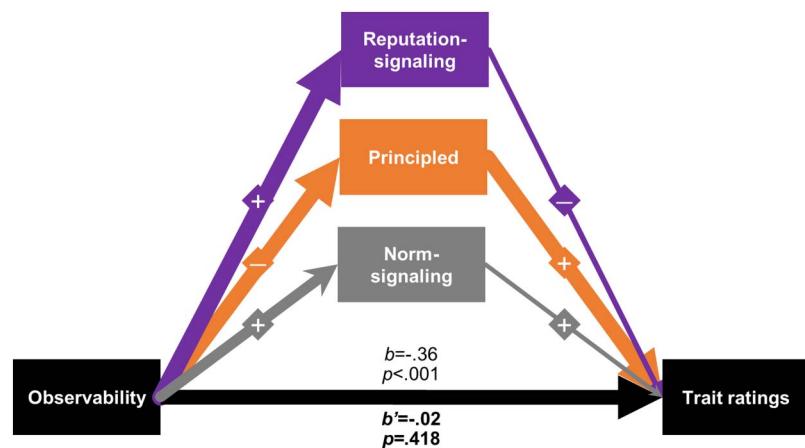 Reputation-
signaling
+
–
Principled
–
+
Norm-
signaling
+
+
b=-.36
p<.001
Observability
Trait ratings
b’=-.02
p=.418